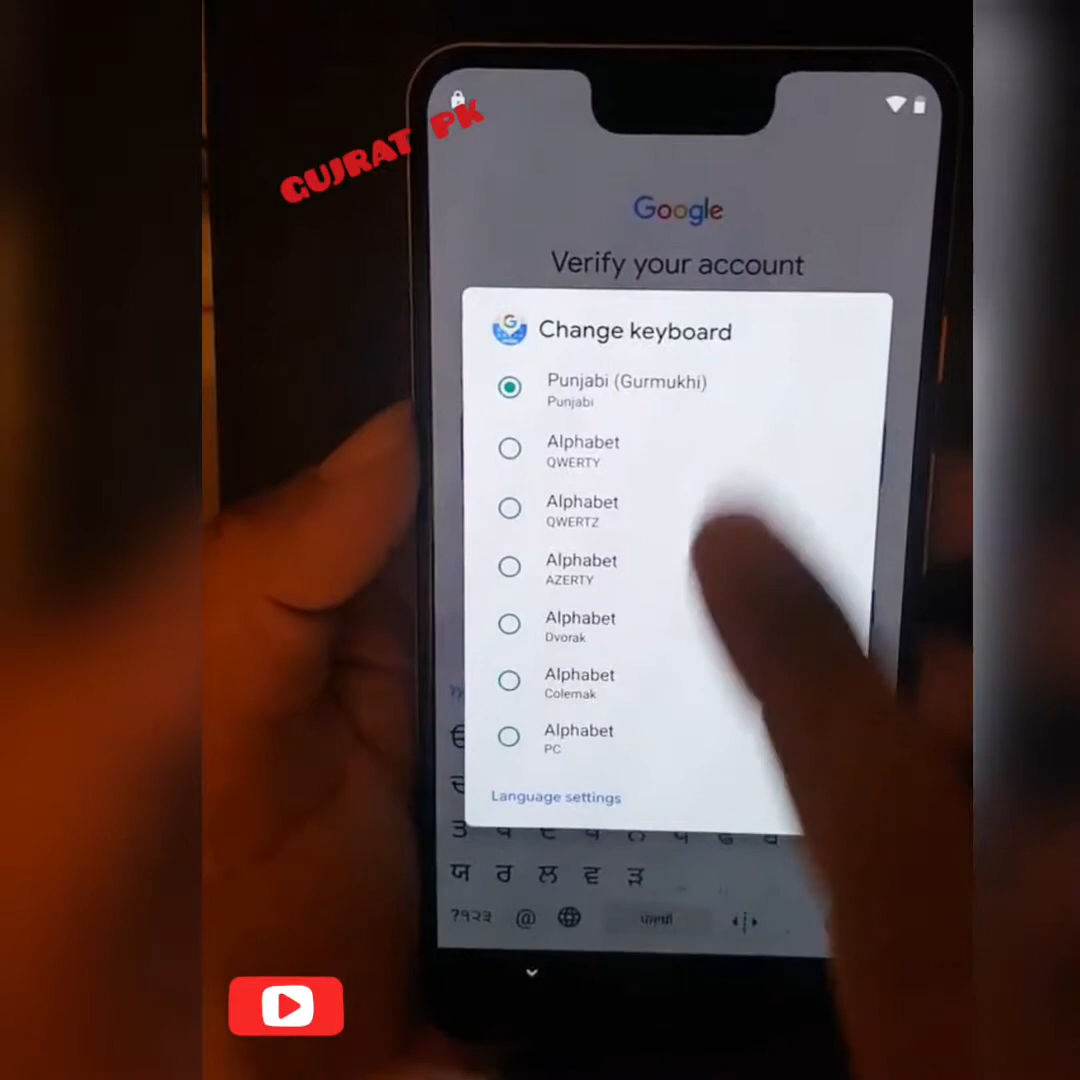 GUJRAT PK
Google
Verify your account
Change keyboard
Punjabi (Gurmukhi)
Punjabi
Alphabet
QWERTY
Alphabet
QWERTZ
Alphabet
AZERTY
Alphabet
Dvorak
Alphabet
Colemak
Alphabet
PC
Language settings
ਯ ਰ ਲ ਵ ੜ
?੧੨੩ @ ਪੰਜਾਬੀ